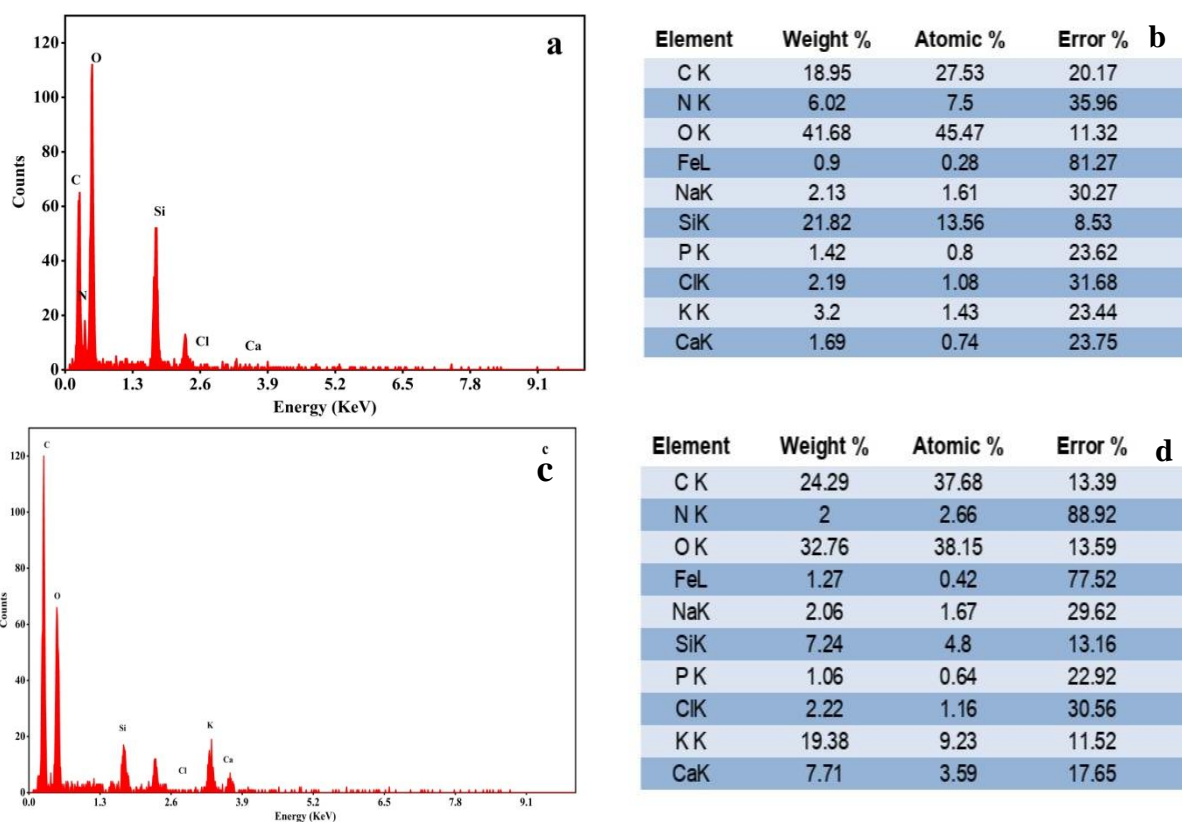 a
120
100
80
60
40
20
0
Counts
O
C
N
Si
Cl
Ca
0.0 1.3 2.6 3.9 5.2 6.5 7.8 9.1
Energy (KeV)
b
Element Weight % Atomic % Error %
C K 18.95 27.53 20.17
N K 6.02 7.5 35.96
O K 41.68 45.47 11.32
FeL 0.9 0.28 81.27
NaK 2.13 1.61 30.27
SiK 21.82 13.56 8.53
P K 1.42 0.8 23.62
ClK 2.19 1.08 31.68
K K 3.2 1.43 23.44
CaK 1.69 0.74 23.75
c
c
120
100
80
60
40
20
0
Counts
C
O
Si
Cl
K
Ca
0.0 1.3 2.6 3.9 5.2 6.5 7.8 9.1
Energy (KeV)
d
Element Weight % Atomic % Error %
C K 24.29 37.68 13.39
N K 2 2.66 88.92
O K 32.76 38.15 13.59
FeL 1.27 0.42 77.52
NaK 2.06 1.67 29.62
SiK 7.24 4.8 13.16
P K 1.06 0.64 22.92
ClK 2.22 1.16 30.56
K K 19.38 9.23 11.52
CaK 7.71 3.59 17.65